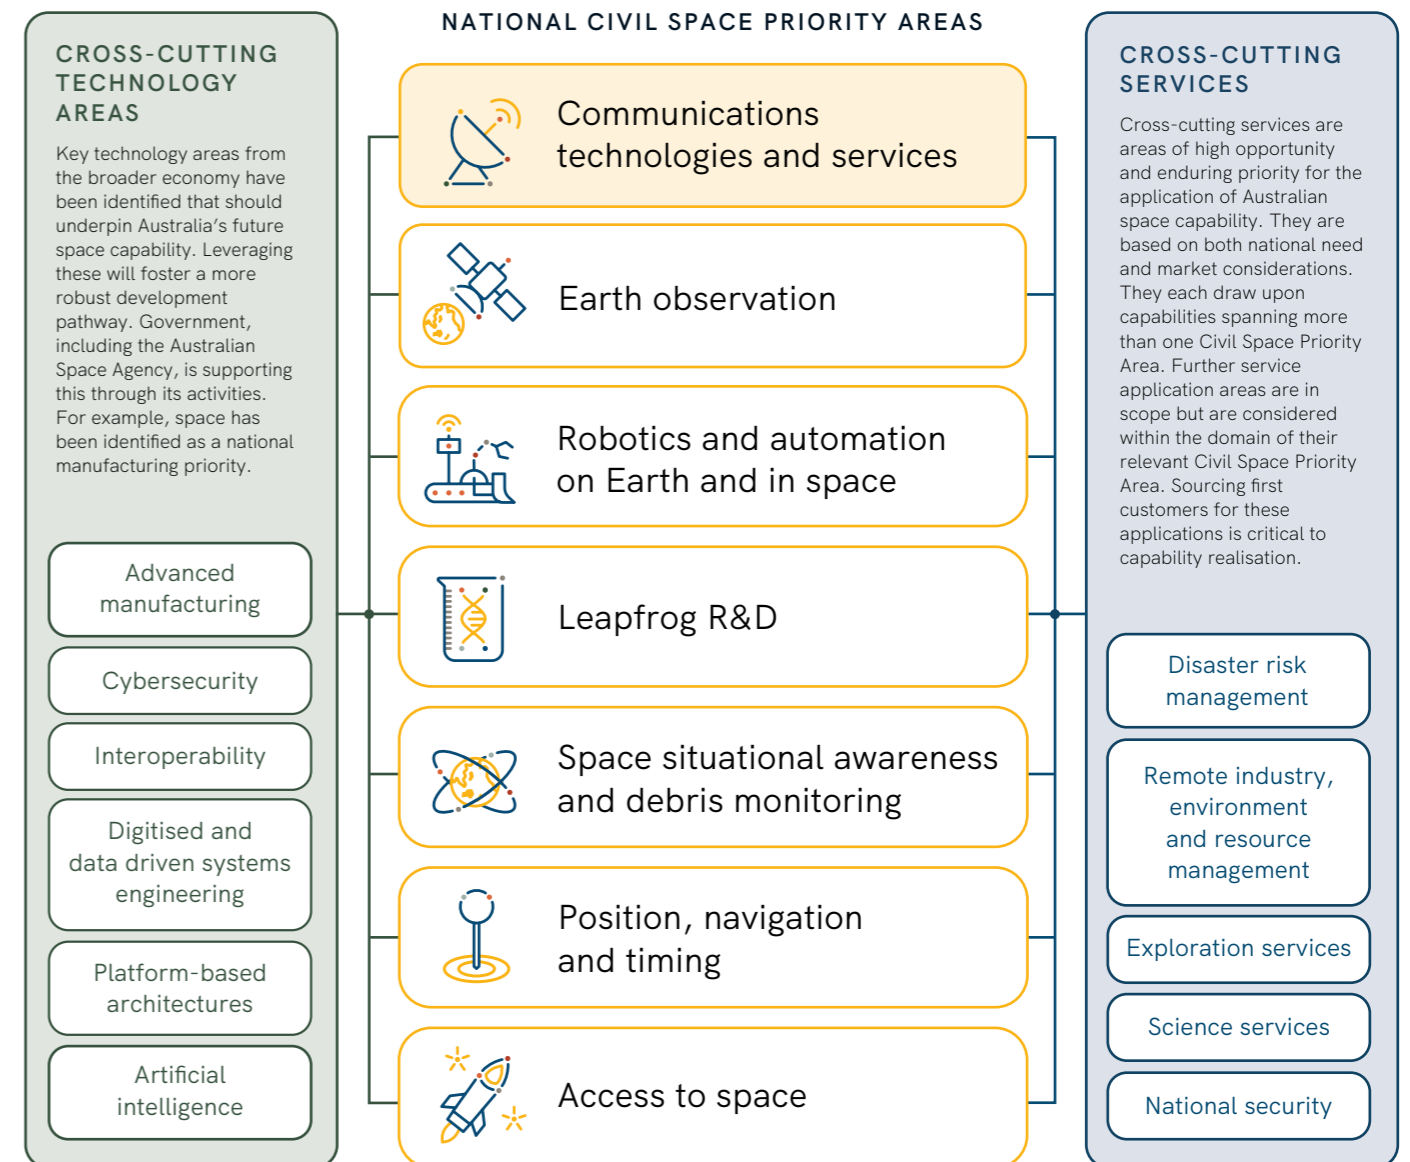 NATIONAL CIVIL SPACE PRIORITY AREAS
CROSS-CUTTING
TECHNOLOGY
AREAS
Key technology areas from
the broader economy have
been identified that should
underpin Australia's future
space capability. Leveraging
these will foster a more
robust development
pathway. Government,
including the Australian
Space Agency, is supporting
this through its activities.
For example, space has
been identified as a national
manufacturing priority.
Advanced
manufacturing
Cybersecurity
Interoperability
Digitised and
data driven systems
engineering
Platform-based
architectures
Artificial
intelligence
Communications
technologies and services
Earth observation
Robotics and automation
on Earth and in space
Leapfrog R&D
Space situational awareness
and debris monitoring
Position, navigation
and timing
Access to space
CROSS-CUTTING
SERVICES
Cross-cutting services are
areas of high opportunity
and enduring priority for the
application of Australian
space capability. They are
based on both national need
and market considerations.
They each draw upon
capabilities spanning more
than one Civil Space Priority
Area. Further service
application areas are in
scope but are considered
within the domain of their
relevant Civil Space Priority
Area. Sourcing first
customers for these
applications is critical to
capability realisation.
Disaster risk
management
Remote industry,
environment
and resource
management
Exploration services
Science services
National security